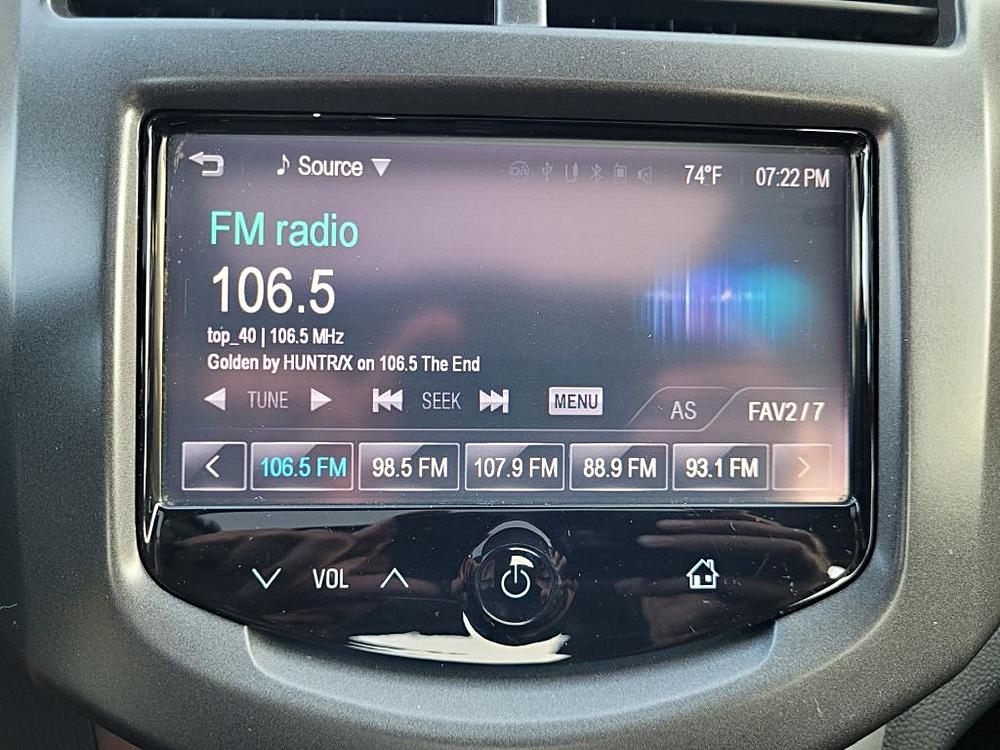 Source 74°F 07:22 PM
FM radio
106.5
top_40 | 106.5 MHz
Golden by HUNTR/X on 106.5 The End
TUNE SEEK MENU AS FAV2 / 7
106.5 FM 98.5 FM 107.9 FM 88.9 FM 93.1 FM
VOL